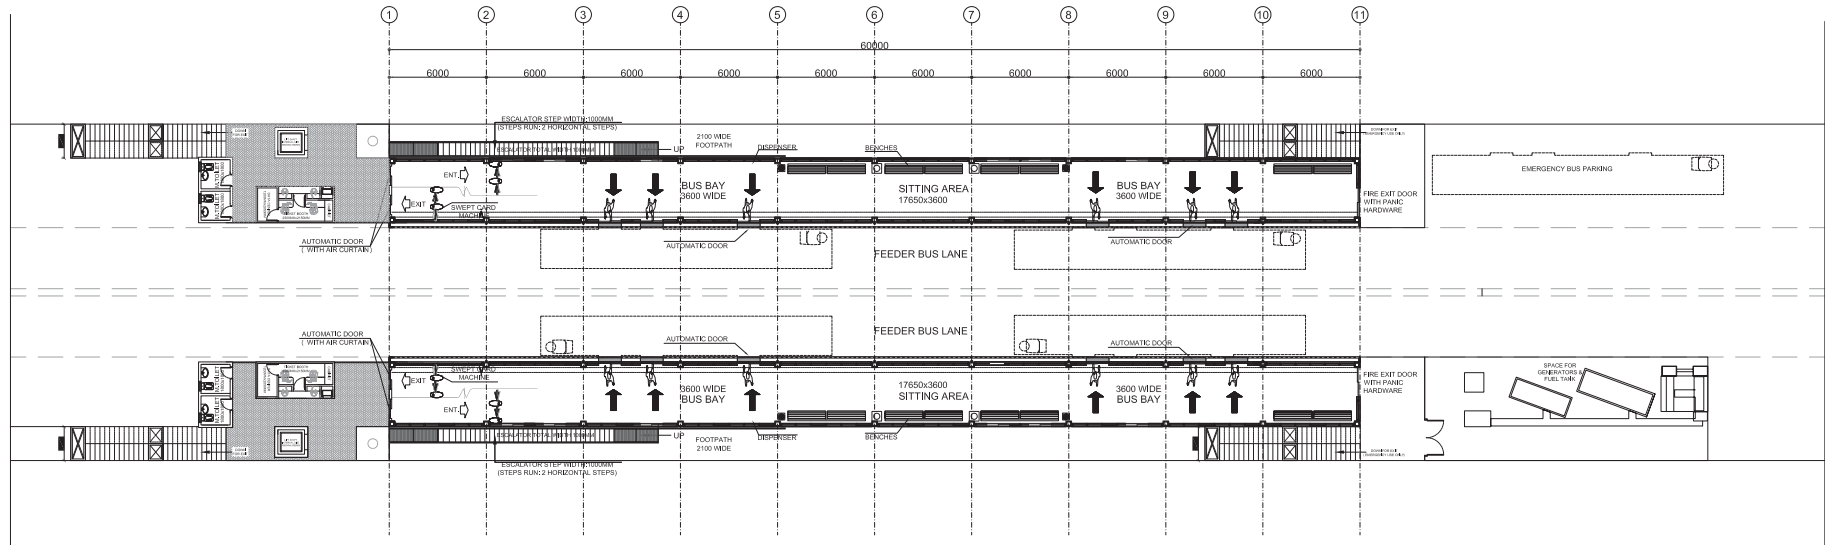 1 2 3 4 5 6 7 8 9 10 11
60000
6000 6000 6000 6000 6000 6000 6000 6000 6000 6000
ESCALATOR STEP WIDTH:1000MM
(STEPS RUN: 2 HORIZONTAL STEPS)
2100 WIDE
FOOTPATH
ESCALATOR TOTAL WIDTH
UP
DISPENSER
BENCHES
ENT.
EXIT
SWEPT CARD
MACHINE
BUS BAY
3600 WIDE
SITTING AREA
17650x3600
BUS BAY
3600 WIDE
FIRE EXIT DOOR
WITH PANIC
HARDWARE
EMERGENCY BUS PARKING
AUTOMATIC DOOR
( WITH AIR CURTAIN)
AUTOMATIC DOOR
AUTOMATIC DOOR
FEEDER BUS LANE
FEEDER BUS LANE
AUTOMATIC DOOR
( WITH AIR CURTAIN)
AUTOMATIC DOOR
AUTOMATIC DOOR
SWEPT CARD
MACHINE
EXIT
ENT.
3600 WIDE
BUS BAY
17650x3600
SITTING AREA
3600 WIDE
BUS BAY
FIRE EXIT DOOR
WITH PANIC
HARDWARE
SPACE FOR
GENERATORS &
FUEL TANK
ESCALATOR TOTAL WIDTH
UP
FOOTPATH
2100 WIDE
DISPENSER
BENCHES
ESCALATOR STEP WIDTH:1000MM
(STEPS RUN: 2 HORIZONTAL STEPS)